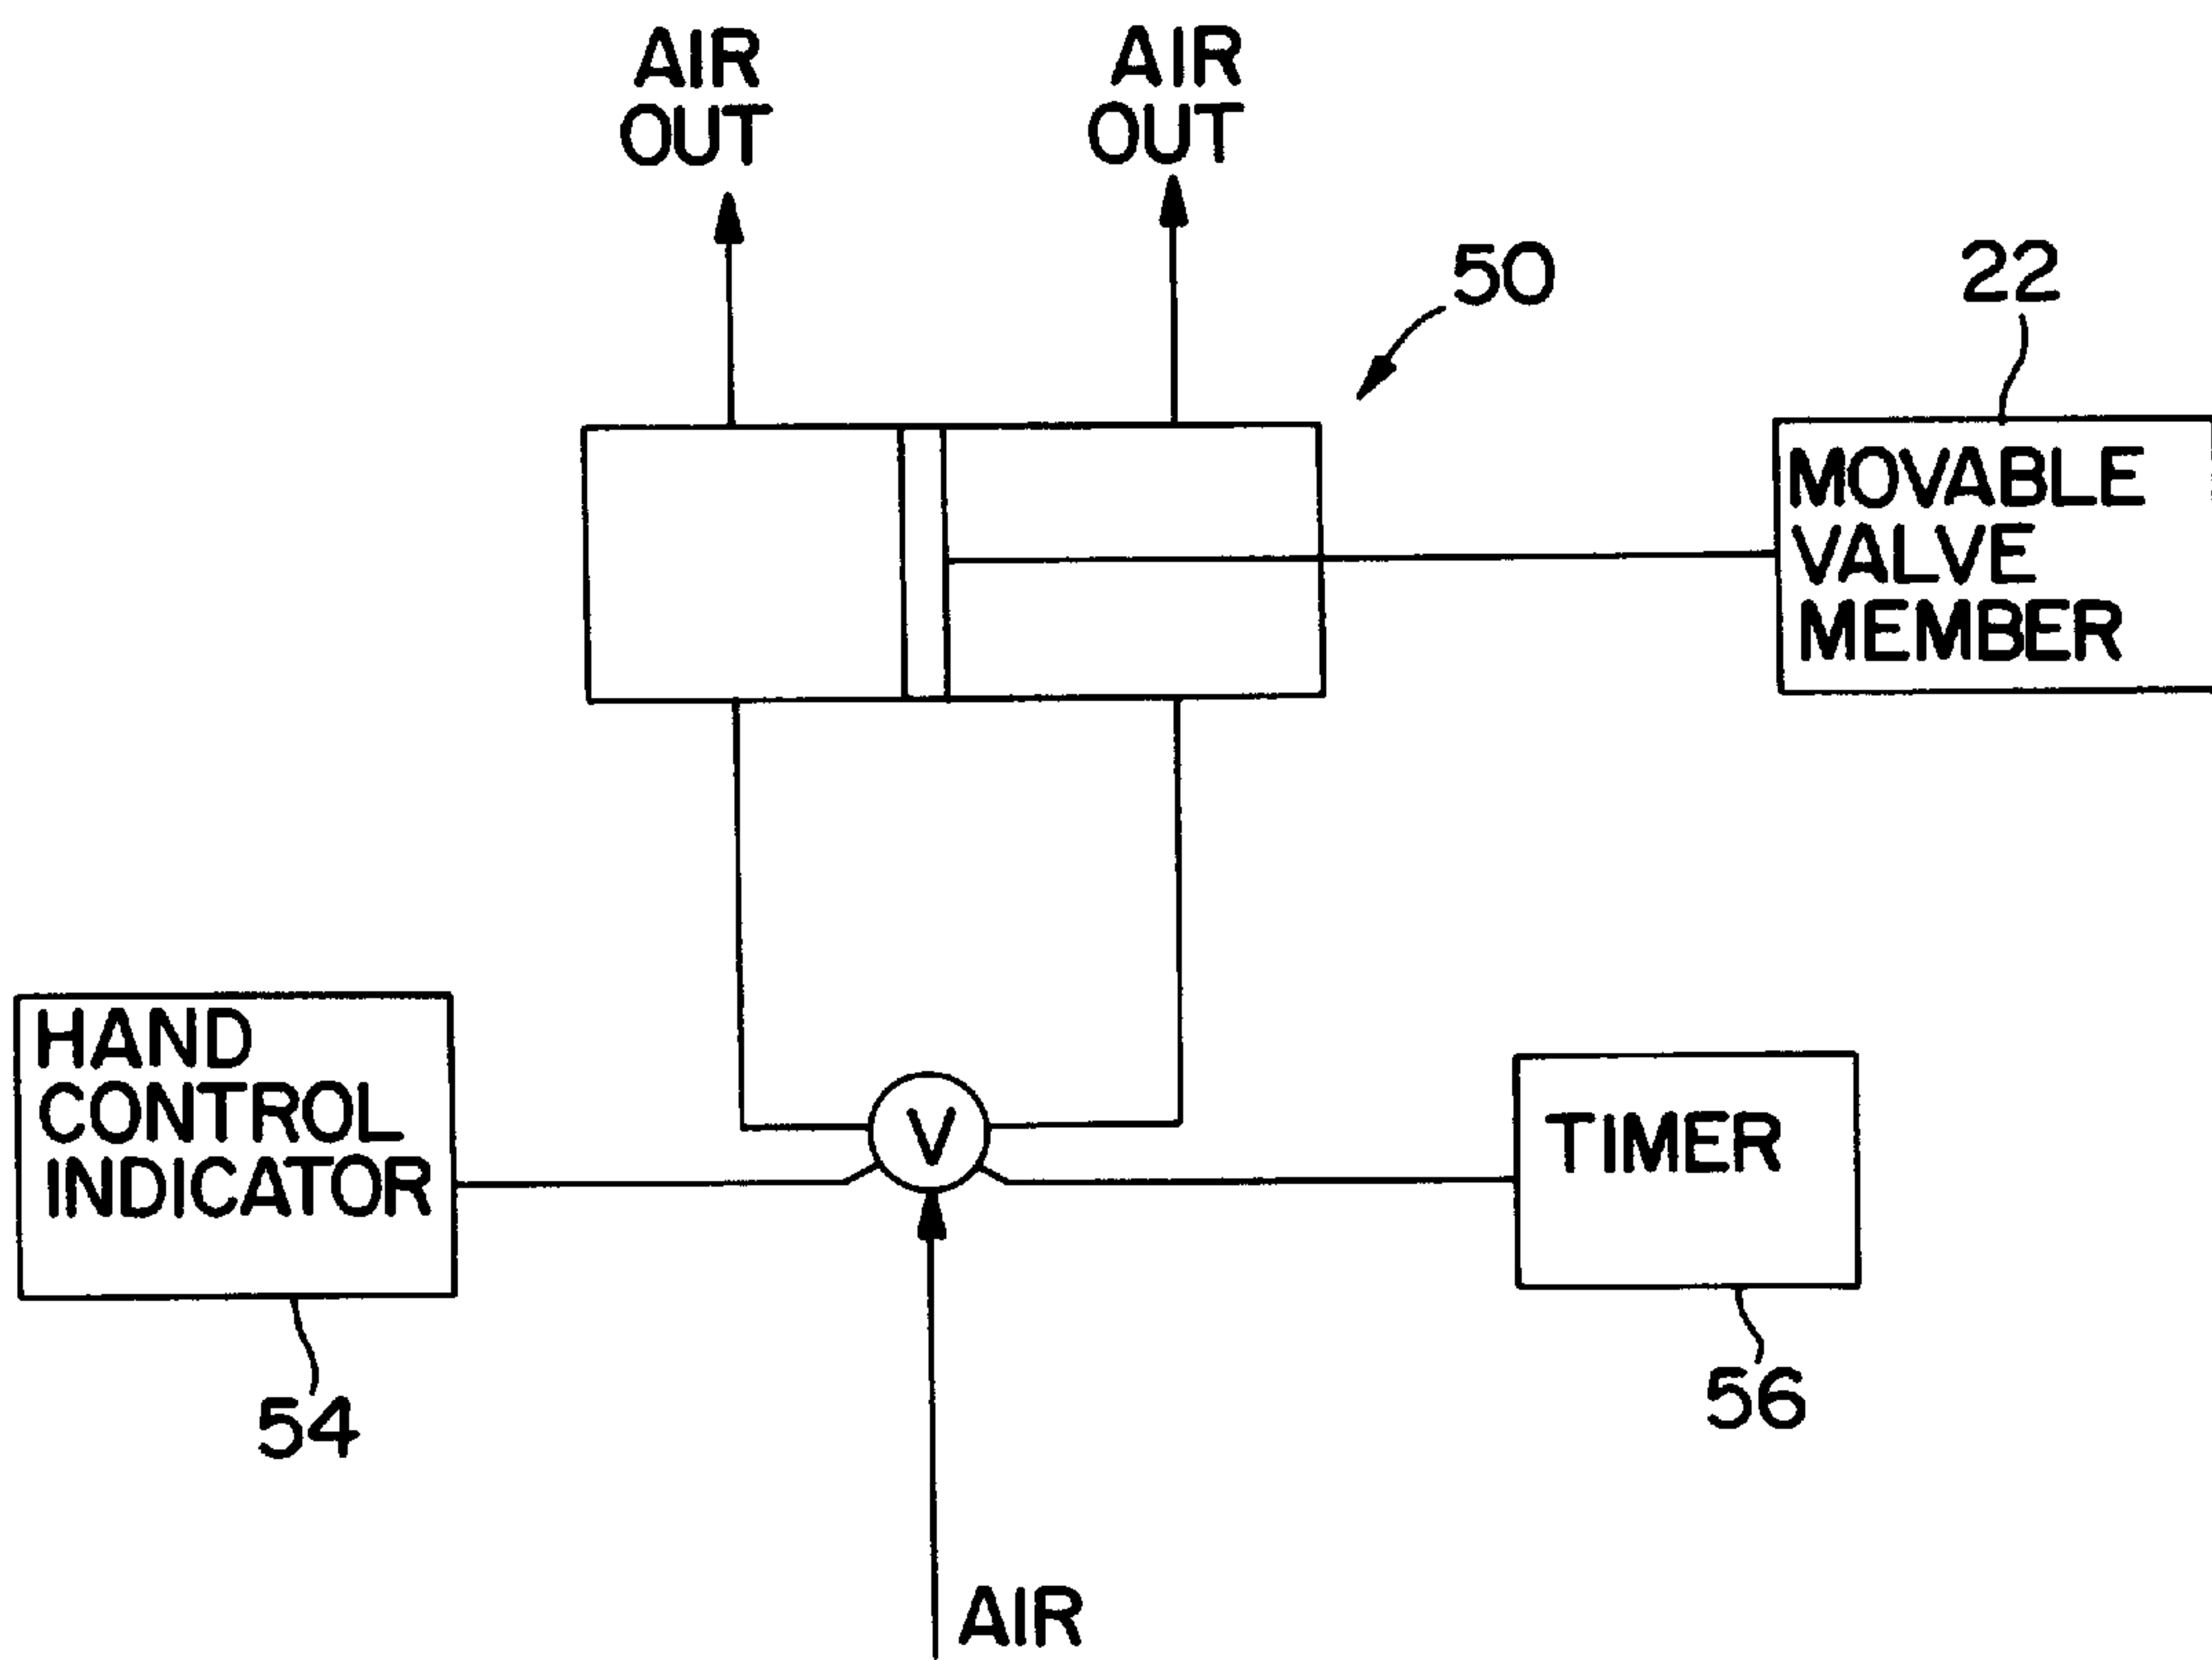 AIR
OUT
AIR
OUT
50
22
MOVABLE
VALVE
MEMBER
HAND
CONTROL
INDICATOR
V
TIMER
54
56
AIR